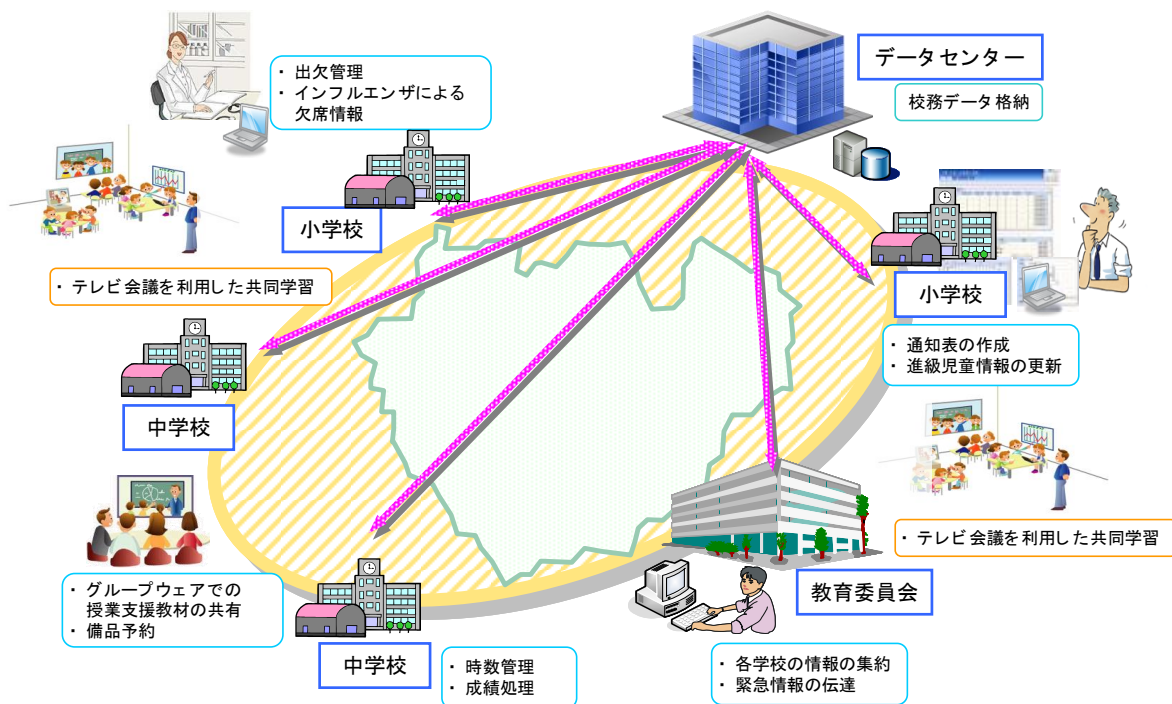 データセンター
校務データ格納
・ 出欠管理
・ インフルエンザによる
欠席情報
小学校
・ テレビ会議を利用した共同学習
小学校
・ 通知表の作成
・ 進級児童情報の更新
中学校
・ グループウェアでの
授業支援教材の共有
・ 備品予約
・ テレビ会議を利用した共同学習
教育委員会
・ 各学校の情報の集約
・ 緊急情報の伝達
中学校
・ 時数管理
・ 成績処理